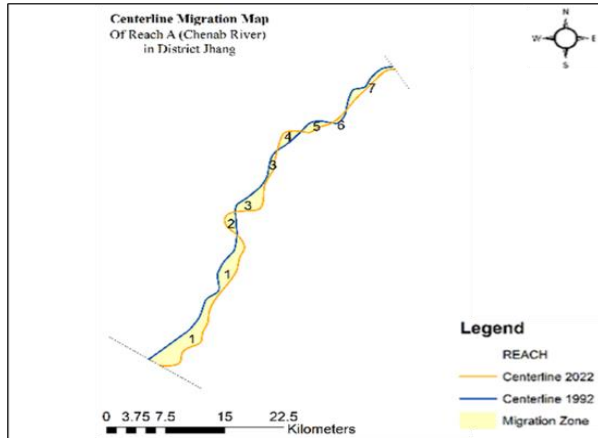 Centerline Migration Map
Of Reach A (Chenab River)
in District Jhang
N
W E
S
7
5
6
4
3
3
2
1
1
Legend
REACH
Centerline 2022
Centerline 1992
Migration Zone
0 3.75 7.5 15 22.5
Kilometers